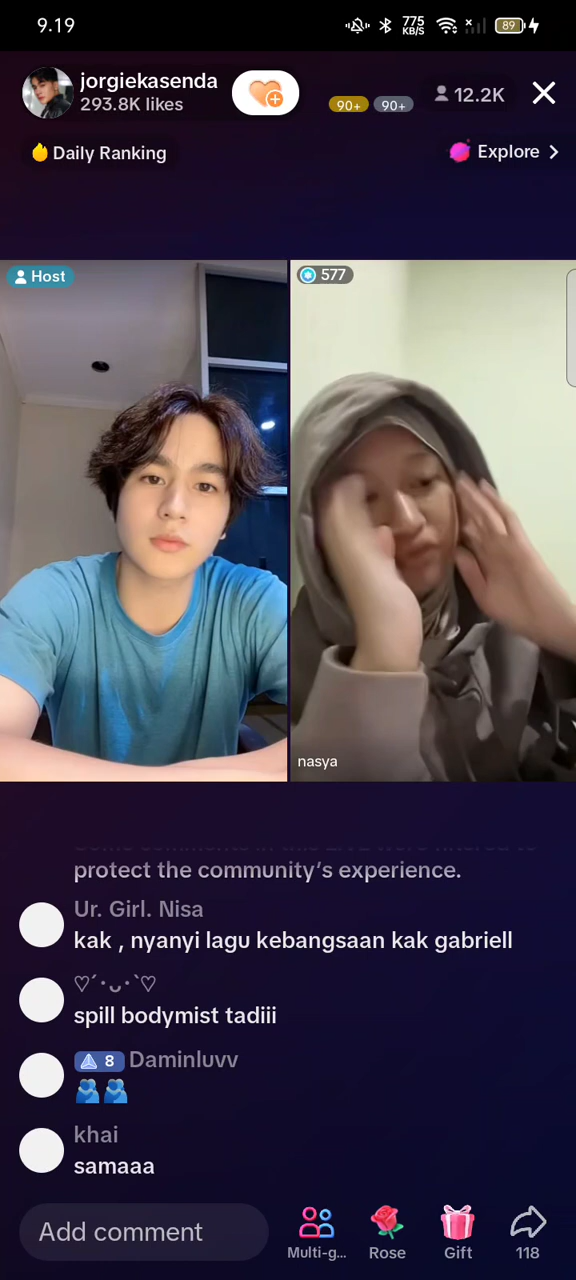 9.19
775
KB/S
89
jorgiekasenda
293.8K likes
90+
90+
12.2K
Daily Ranking
Explore
Host
577
nasya
protect the community's experience.
Ur. Girl. Nisa
kak , nyanyi lagu kebangsaan kak gabriell
♡´･ᴗ･`♡
spill bodymist tadiii
8 Daminluvv
🫂🫂
khai
samaaa
Add comment
Multi-g...
Rose
Gift
118